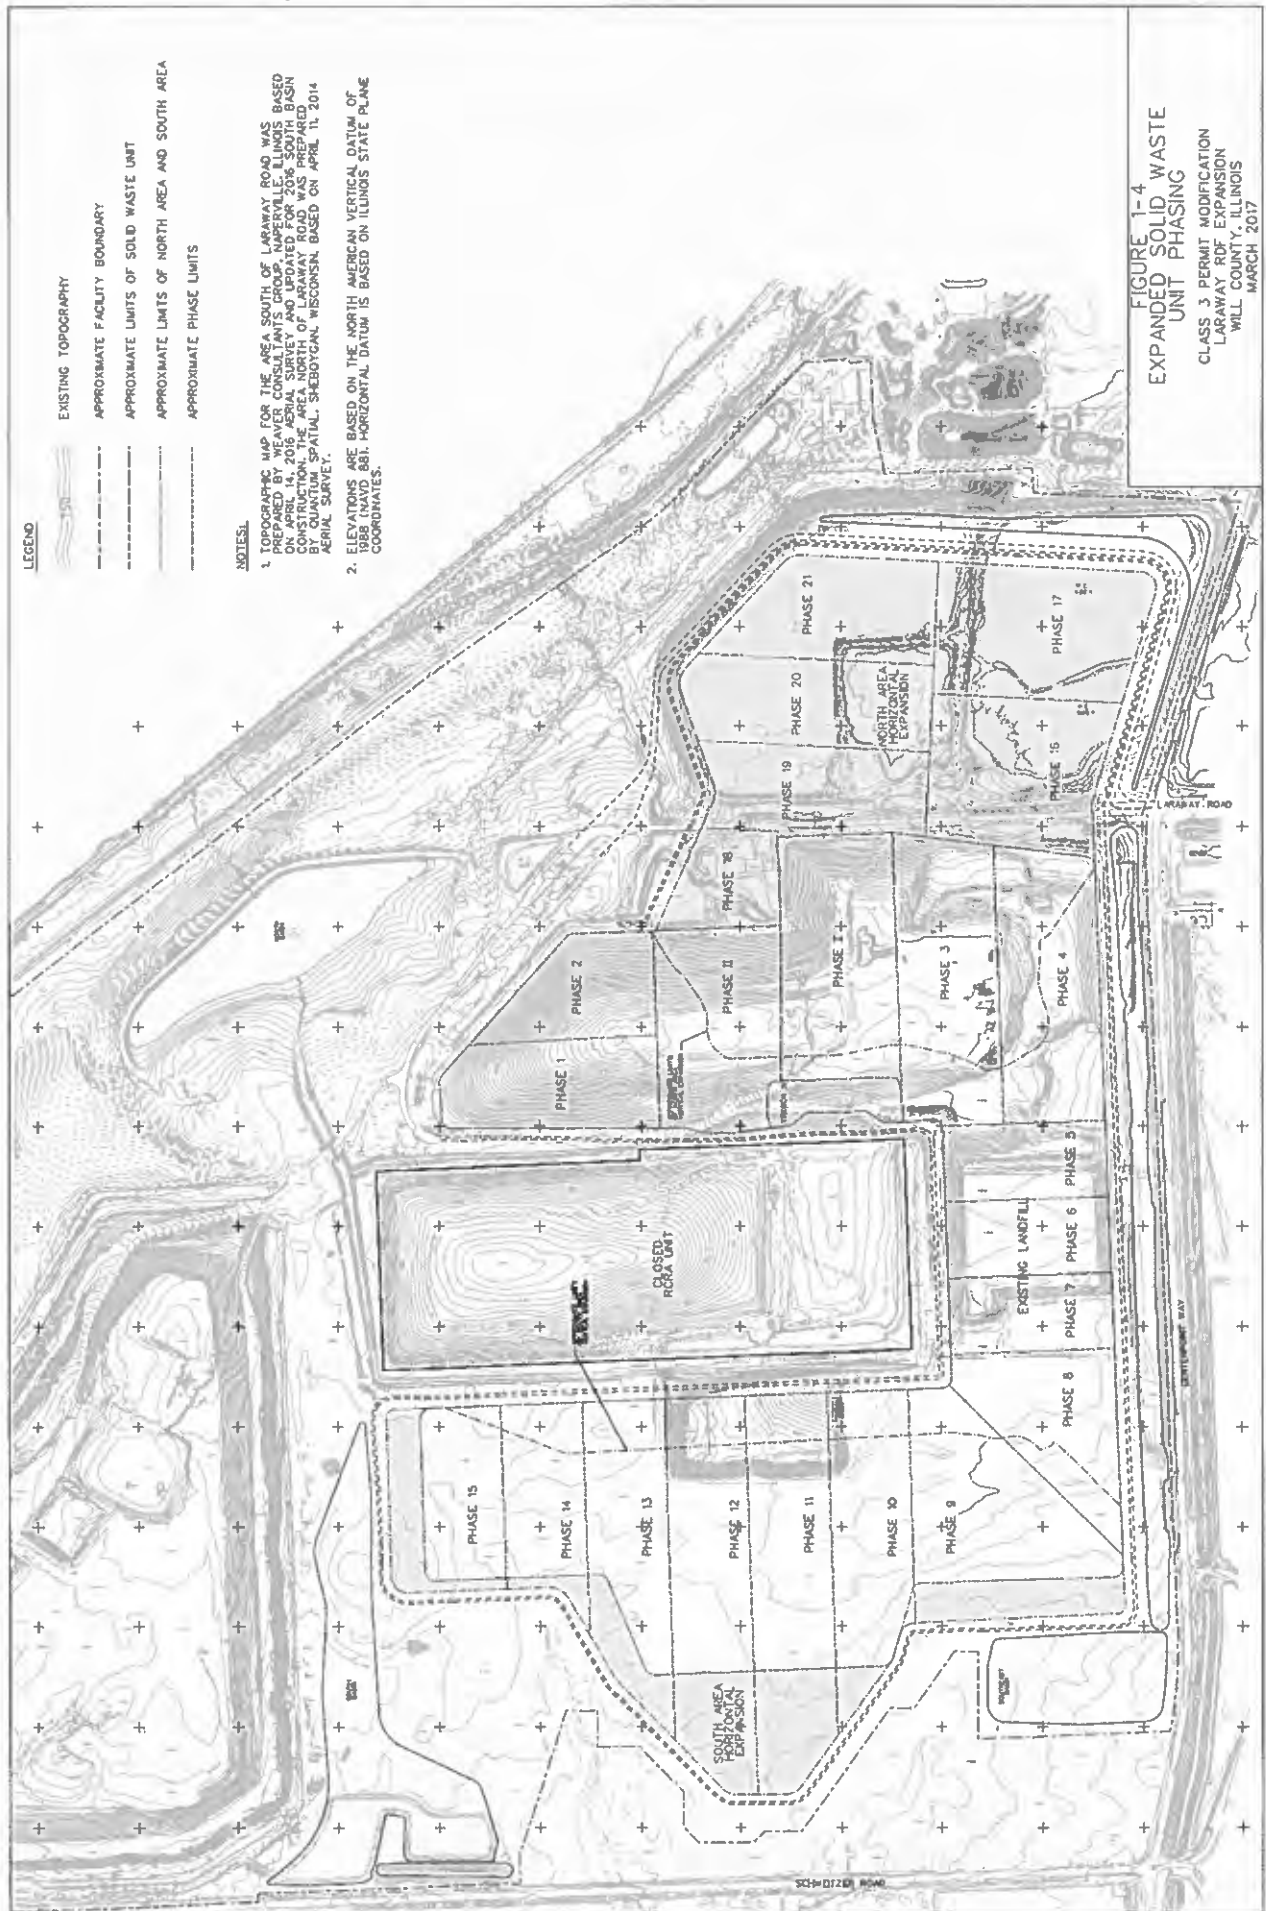 LEGEND
EXISTING TOPOGRAPHY
APPROXIMATE FACILITY BOUNDARY
APPROXIMATE LIMITS OF SOLID WASTE UNIT
APPROXIMATE LIMITS OF NORTH AREA AND SOUTH AREA
APPROXIMATE PHASE LIMITS
NOTES:
1. TOPOGRAPHIC MAP FOR THE AREA SOUTH OF LARAWAY ROAD WAS
PREPARED BY WEAVER CONSULTANTS GROUP, NAPERVILLE, ILLINOIS BASED
ON APRIL 14, 2016 AERIAL SURVEY AND UPDATED FOR 2016 SOUTH BASIN
CONSTRUCTION. THE AREA NORTH OF LARAWAY ROAD WAS PREPARED
BY QUANTUM SPATIAL, SHEBOYGAN, WISCONSIN, BASED ON APRIL 11, 2014
AERIAL SURVEY.
2. ELEVATIONS ARE BASED ON THE NORTH AMERICAN VERTICAL DATUM OF
1988 (NAVD 88). HORIZONTAL DATUM IS BASED ON ILLINOIS STATE PLANE
COORDINATES.
PHASE 2
PHASE 1
PHASE 18
PHASE 11
PHASE 3
PHASE 4
PHASE 21
PHASE 20
PHASE 19
NORTH AREA
HORIZONTAL
EXPANSION
PHASE 17
PHASE 16
LARAWAY ROAD
CLOSED
RCRA UNIT
EXISTING LANDFILL
PHASE 5
PHASE 6
PHASE 7
PHASE 8
CENTERPOINT WAY
PHASE 15
PHASE 14
PHASE 13
PHASE 12
PHASE 11
PHASE 10
PHASE 9
SOUTH AREA
HORIZONTAL
EXPANSION
ROAD
FIGURE 1-4
EXPANDED SOLID WASTE
UNIT PHASING
CLASS 3 PERMIT MODIFICATION
LARAWAY RDF EXPANSION
WILL COUNTY, ILLINOIS
MARCH 2017